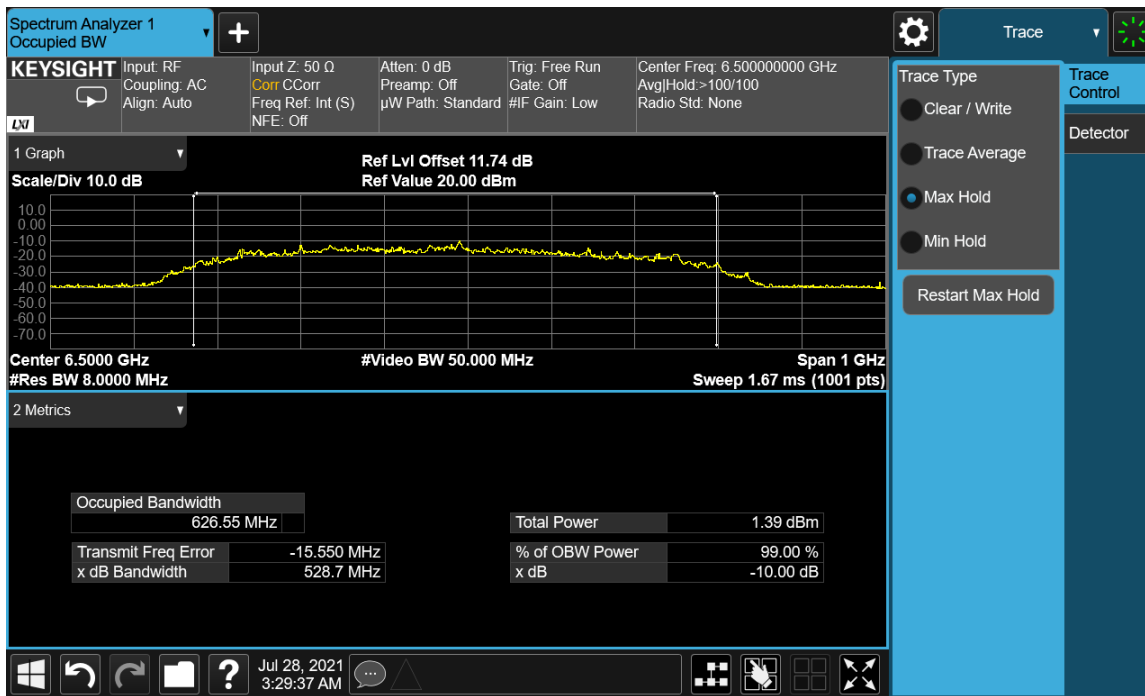 Spectrum Analyzer 1
Occupied BW
+
Trace
KEYSIGHT
LXI
Input: RF
Coupling: AC
Align: Auto
Input Z: 50 Ω
Corr CCorr
Freq Ref: Int (S)
NFE: Off
Atten: 0 dB
Preamp: Off
µW Path: Standard
Trig: Free Run
Gate: Off
#IF Gain: Low
Center Freq: 6.500000000 GHz
Avg|Hold:>100/100
Radio Std: None
Trace Type
Clear / Write
Trace Average
Max Hold
Min Hold
Restart Max Hold
Trace
Control
Detector
1 Graph
Scale/Div 10.0 dB
Ref Lvl Offset 11.74 dB
Ref Value 20.00 dBm
10.0
0.00
-10.0
-20.0
-30.0
-40.0
-50.0
-60.0
-70.0
Center 6.5000 GHz
#Video BW 50.000 MHz
Span 1 GHz
#Res BW 8.0000 MHz
Sweep 1.67 ms (1001 pts)
2 Metrics
Occupied Bandwidth
626.55 MHz
Total Power 1.39 dBm
Transmit Freq Error -15.550 MHz
% of OBW Power 99.00 %
x dB Bandwidth 528.7 MHz
x dB -10.00 dB
?
Jul 28, 2021
3:29:37 AM